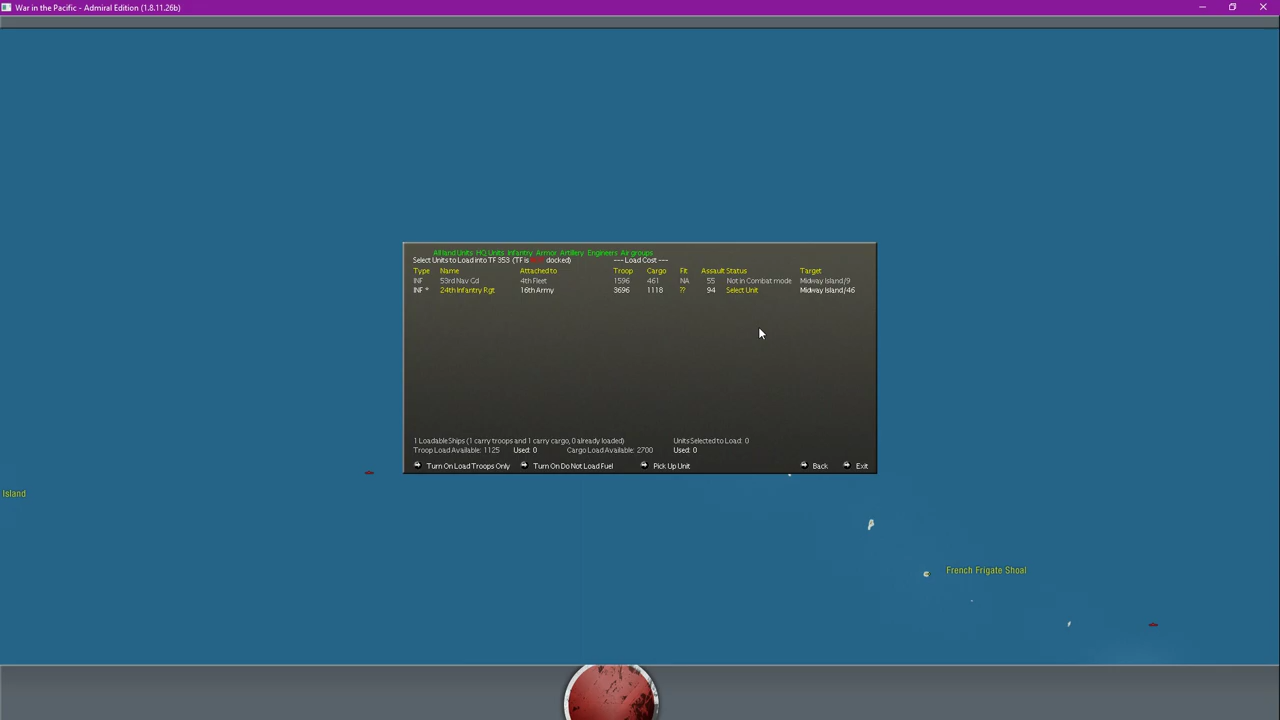 War in the Pacific - Admiral Edition (1.8.11.26b)
All land Units HQ Units Infantry Armor Artillery Engineers Air groups
Select Units to Load into TF 353 (TF is docked) --- Load Cost ---
Type Name Attached to Troop Cargo Fit Assault Status Target
INF 53rd Nav Gd 4th Fleet 1596 461 NA 55 Not in Combat mode Midway Island/9
INF * 24th Infantry Rgt 16th Army 3696 1118 ?? 94 Select Unit Midway Island/46
1 Loadable Ships (1 carry troops and 1 carry cargo, 0 already loaded) Units Selected to Load: 0
Troop Load Available: 1125 Used: 0 Cargo Load Available: 2700 Used: 0
Turn On Load Troops Only Turn On Do Not Load Fuel Pick Up Unit Back Exit
Island
French Frigate Shoal